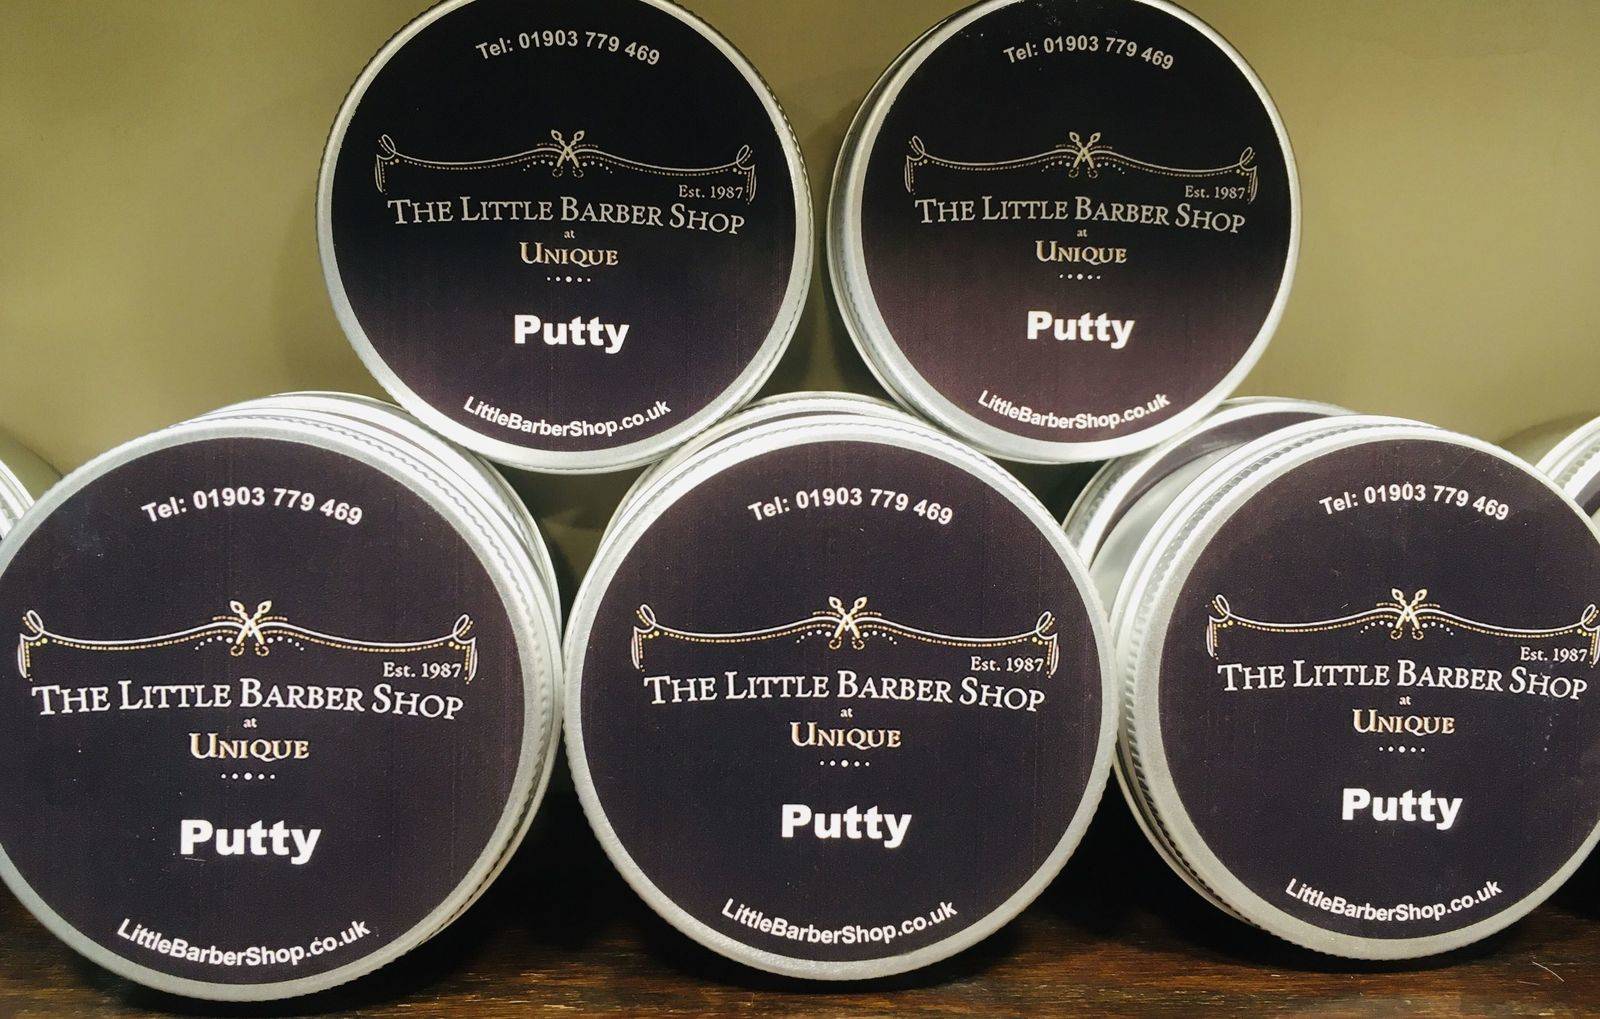 Tel: 01903 779 469
Est. 1987
THE LITTLE BARBER SHOP
at
UNIQUE
Putty
LittleBarberShop.co.uk
Tel: 01903 779 469
Est. 1987
THE LITTLE BARBER SHOP
at
UNIQUE
Putty
LittleBarberShop.co.uk
Tel: 01903 779 469
Est. 1987
THE LITTLE BARBER SHOP
at
UNIQUE
Putty
LittleBarberShop.co.uk
Tel: 01903 779 469
Est. 1987
THE LITTLE BARBER SHOP
at
UNIQUE
Putty
LittleBarberShop.co.uk
Tel: 01903 779 469
Est. 1987
THE LITTLE BARBER SHOP
at
UNIQUE
Putty
LittleBarberShop.co.uk